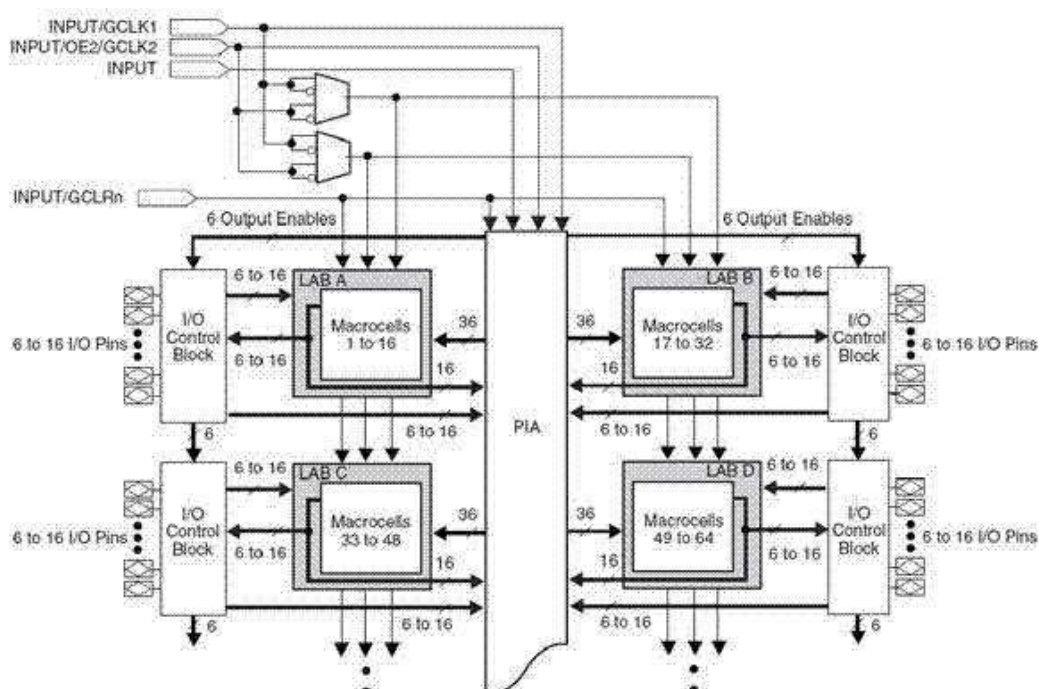 INPUT/GCLK1
INPUT/OE2/GCLK2
INPUT
INPUT/GCLRn
6 Output Enables
6 Output Enables
6 to 16
LAB A
LAB B
6 to 16
I/O
Control
Block
Macrocells
1 to 16
36
36
Macrocells
17 to 32
I/O
Control
Block
6 to 16 I/O Pins
6 to 16
16
16
6 to 16
6 to 16 I/O Pins
PIA
6
6 to 16
6 to 16
6
6 to 16
LAB C
LAB D
6 to 16
I/O
Control
Block
Macrocells
33 to 48
36
36
Macrocells
49 to 64
I/O
Control
Block
6 to 16 I/O Pins
6 to 16
16
16
6 to 16
6 to 16 I/O Pins
6
6 to 16
6 to 16
6